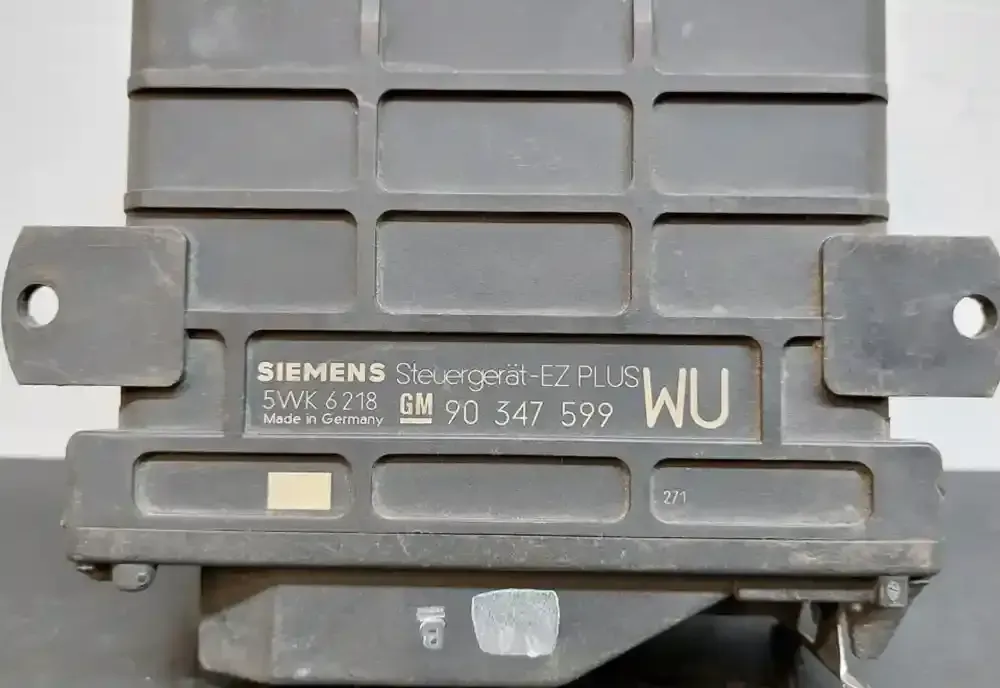 SIEMENS Steuergerät-EZ PLUS WU
5WK 6218 GM 90 347 599
Made in Germany
271
B